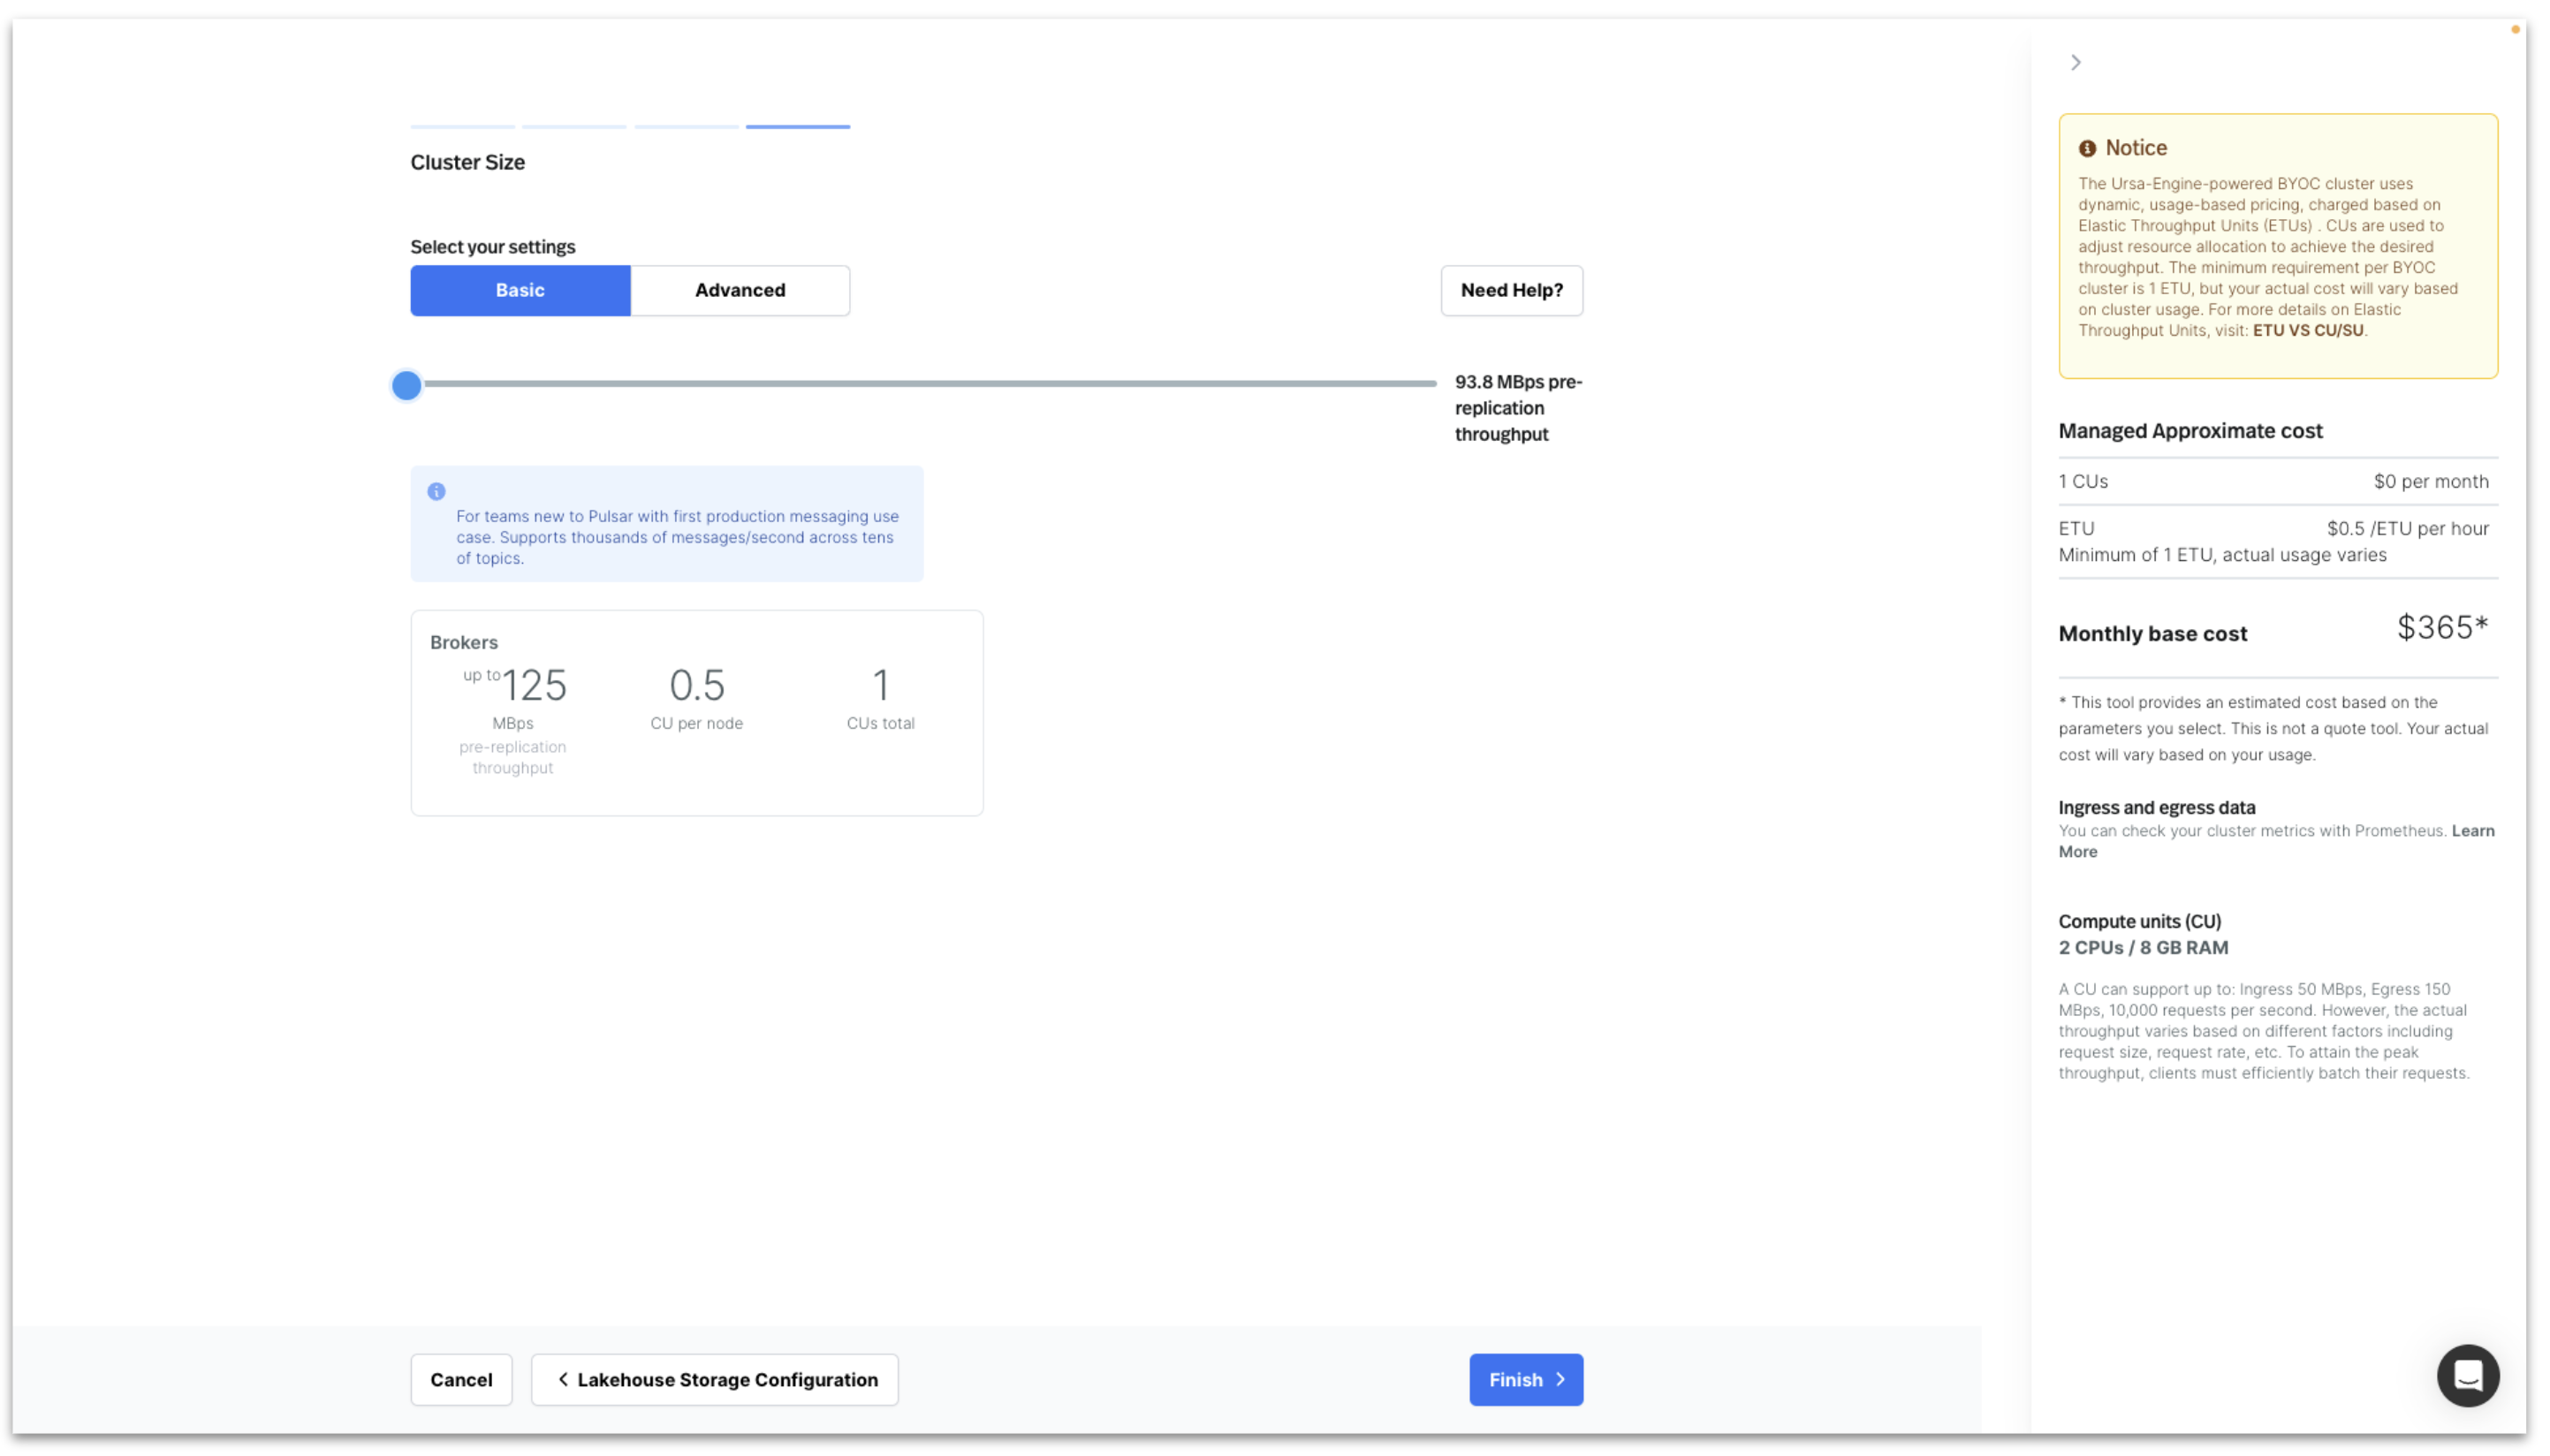 Cluster Size
Select your settings
Basic
Advanced
Need Help?
93.8 MBps pre-
replication
throughput
For teams new to Pulsar with first production messaging use
case. Supports thousands of messages/second across tens
of topics.
Brokers
up to 125
MBps
pre-replication
throughput
0.5
CU per node
1
CUs total
Cancel
Lakehouse Storage Configuration
Finish
Notice
The Ursa-Engine-powered BYOC cluster uses
dynamic, usage-based pricing, charged based on
Elastic Throughput Units (ETUs) . CUs are used to
adjust resource allocation to achieve the desired
throughput. The minimum requirement per BYOC
cluster is 1 ETU, but your actual cost will vary based
on cluster usage. For more details on Elastic
Throughput Units, visit: ETU VS CU/SU.
Managed Approximate cost
1 CUs $0 per month
ETU $0.5 /ETU per hour
Minimum of 1 ETU, actual usage varies
Monthly base cost $365*
* This tool provides an estimated cost based on the
parameters you select. This is not a quote tool. Your actual
cost will vary based on your usage.
Ingress and egress data
You can check your cluster metrics with Prometheus. Learn
More
Compute units (CU)
2 CPUs / 8 GB RAM
A CU can support up to: Ingress 50 MBps, Egress 150
MBps, 10,000 requests per second. However, the actual
throughput varies based on different factors including
request size, request rate, etc. To attain the peak
throughput, clients must efficiently batch their requests.